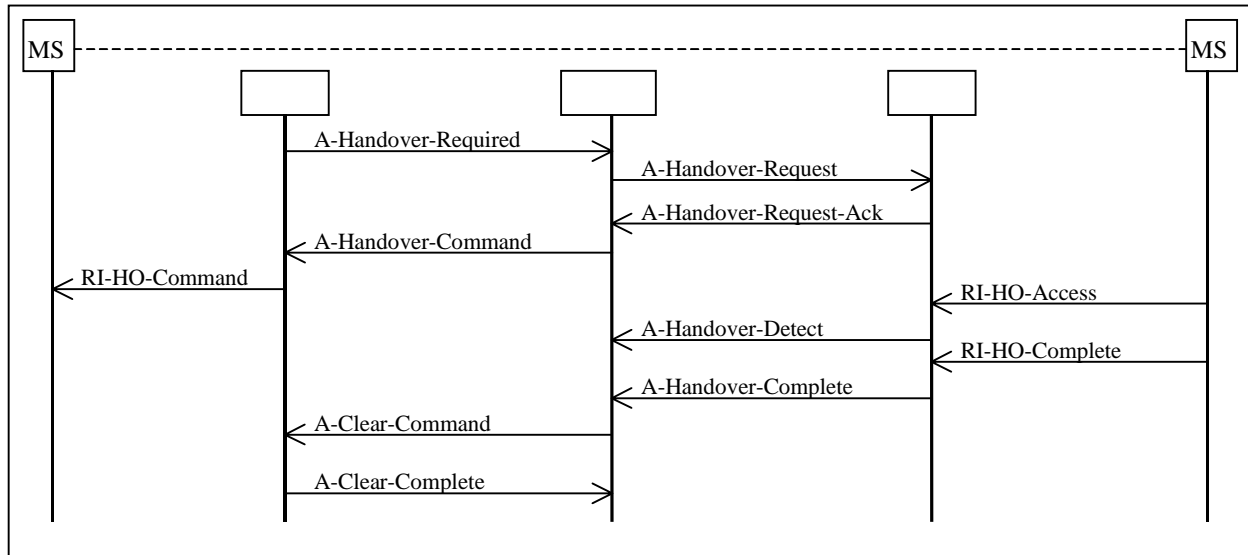 MS
MS
A-Handover-Required
A-Handover-Request
A-Handover-Request-Ack
A-Handover-Command
RI-HO-Command
RI-HO-Access
A-Handover-Detect
RI-HO-Complete
A-Handover-Complete
A-Clear-Command
A-Clear-Complete